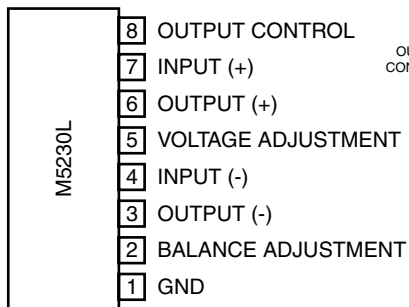 8 OUTPUT CONTROL
7 INPUT (+)
6 OUTPUT (+)
5 VOLTAGE ADJUSTMENT
4 INPUT (-)
3 OUTPUT (-)
2 BALANCE ADJUSTMENT
1 GND
M5230L